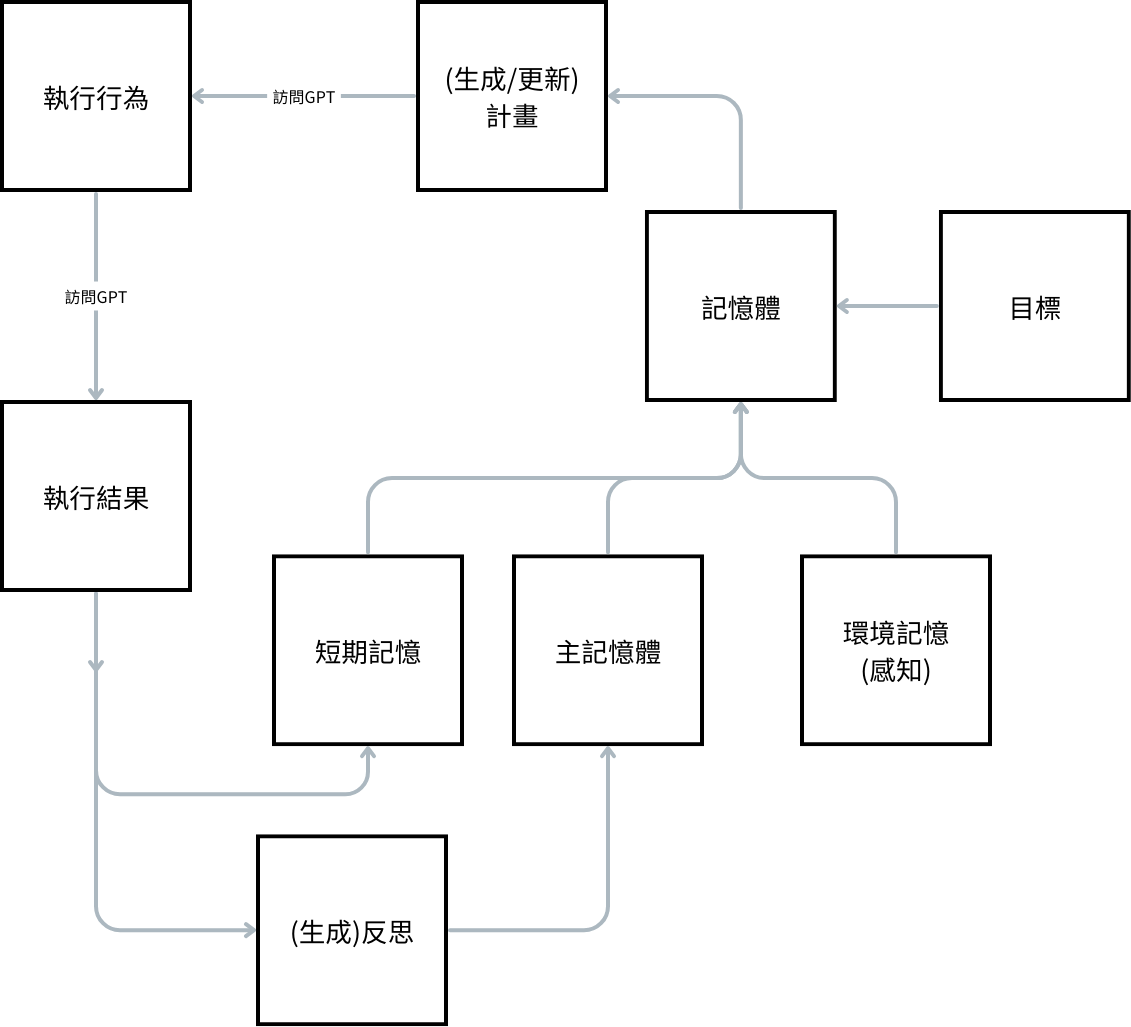 執行行為
訪問GPT
(生成/更新)
計畫
訪問GPT
記憶體
目標
執行結果
短期記憶
主記憶體
環境記憶
(感知)
(生成)反思